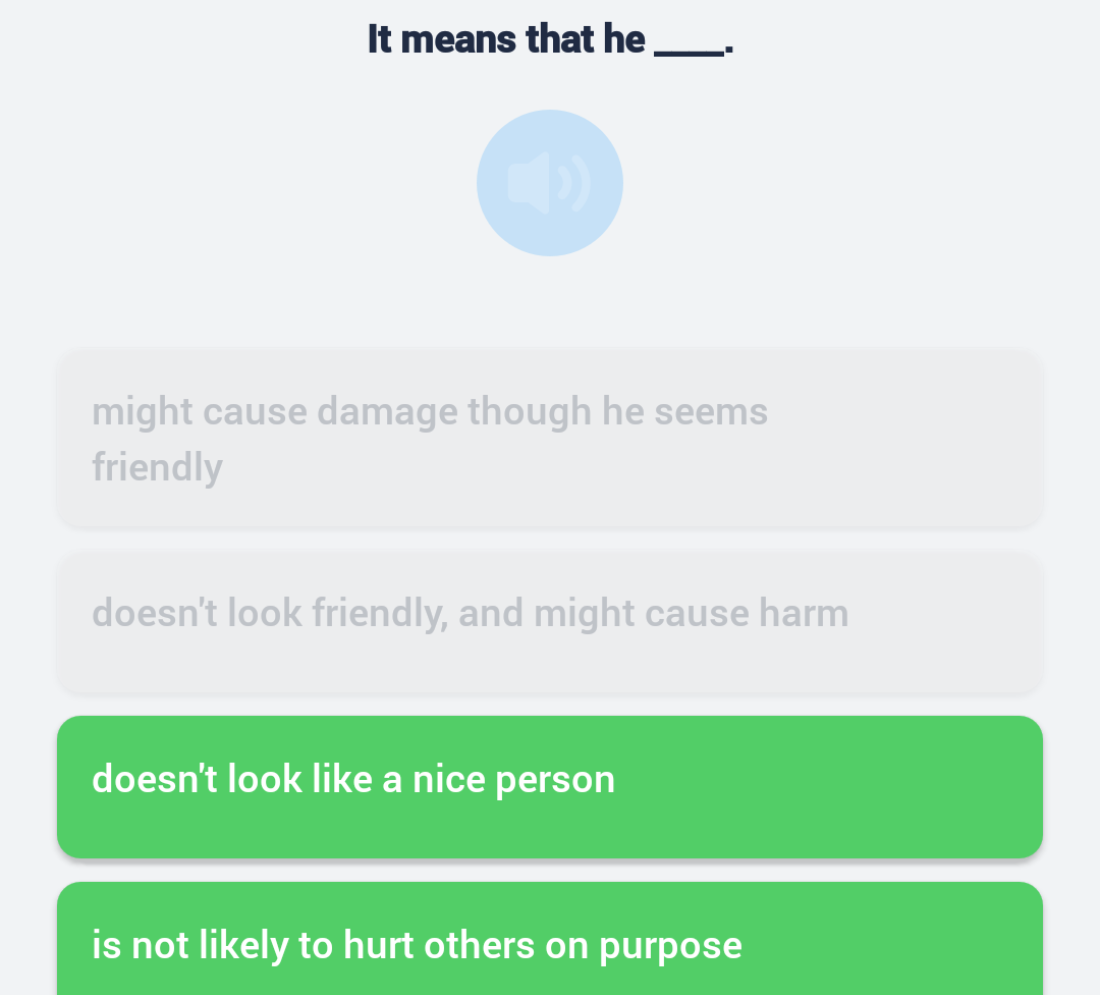 It means that he ____.
might cause damage though he seems
friendly
doesn't look friendly, and might cause harm
doesn't look like a nice person
is not likely to hurt others on purpose